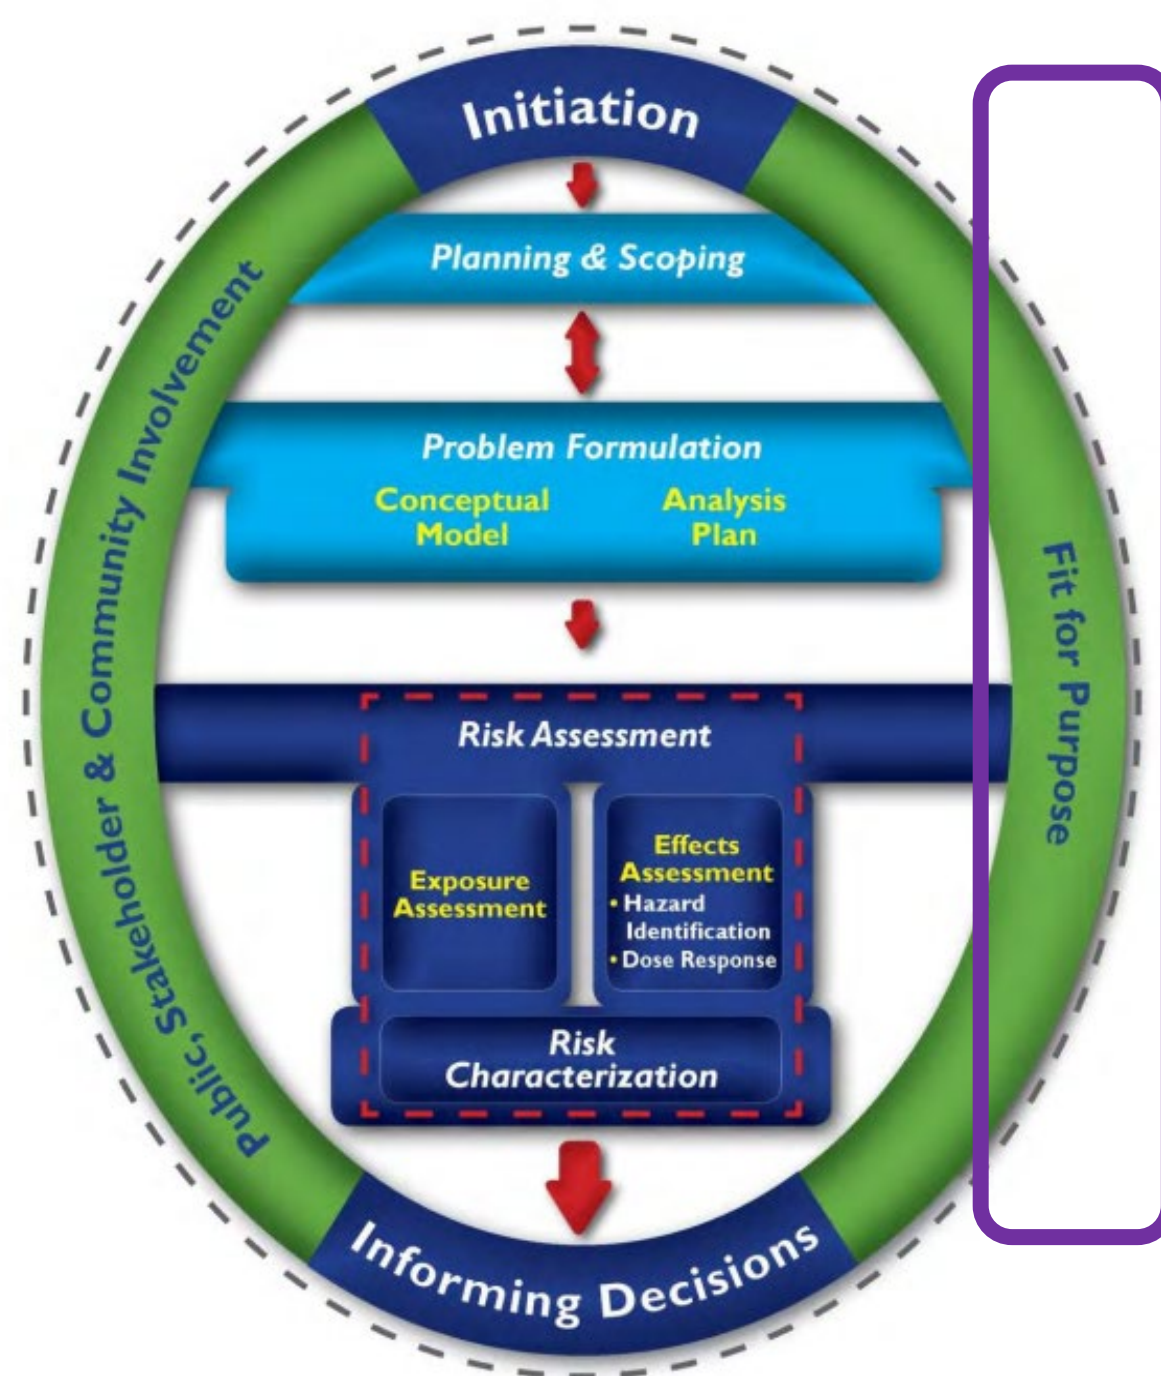 Initiation
Planning & Scoping
Problem Formulation
Conceptual
Model
Analysis
Plan
Public, Stakeholder & Community Involvement
Fit for Purpose
Risk Assessment
Exposure
Assessment
Effects
Assessment
• Hazard
Identification
• Dose Response
Risk
Characterization
Informing Decisions